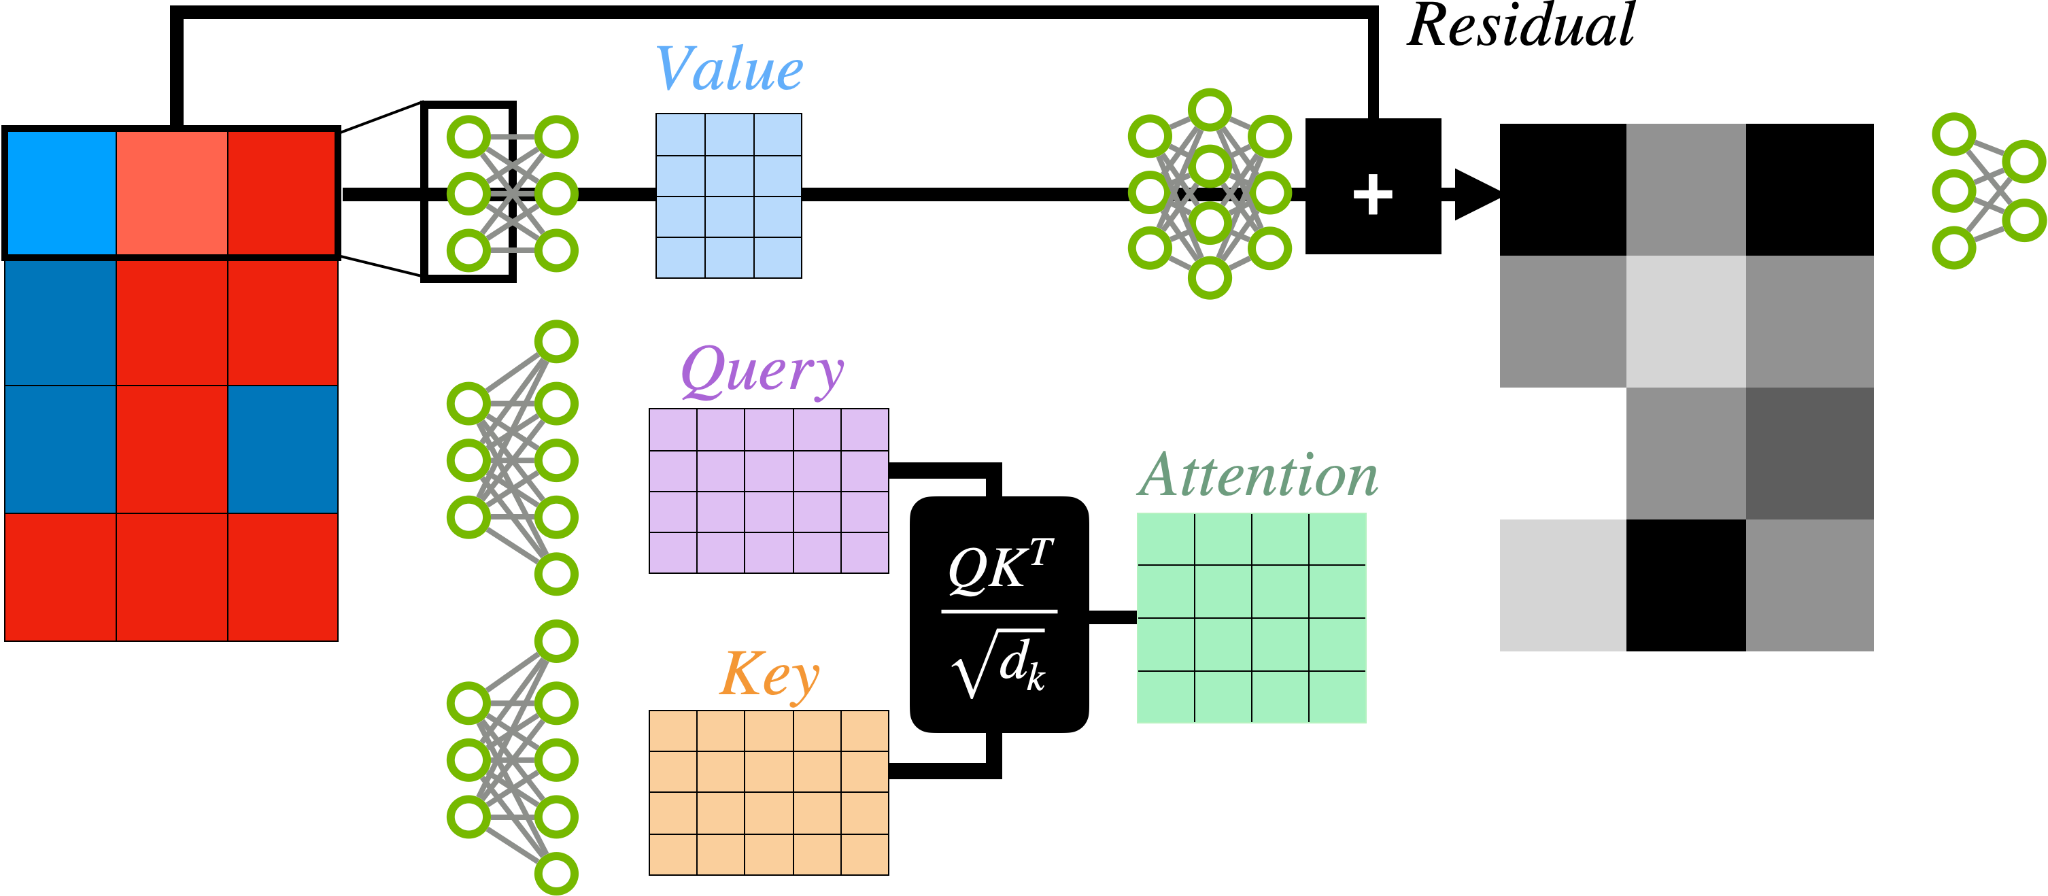 Residual
Value
+
Query
Attention
QK^T
√d_k
Key